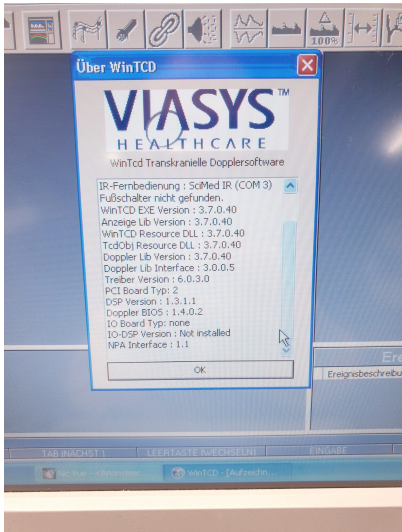 100%
Über WinTCD
VIASYS™
HEALTHCARE
WinTcd Transkranielle Dopplersoftware
IR-Fernbedienung : SciMed IR (COM 3)
Fußschalter nicht gefunden.
WinTCD EXE Version : 3.7.0.40
Anzeige Lib Version : 3.7.0.40
WinTCD Resource DLL : 3.7.0.40
TcdObj Resource DLL : 3.7.0.40
Doppler Lib Version : 3.7.0.40
Doppler Lib Interface : 3.0.0.5
Treiber Version : 6.0.3.0
PCI Board Typ: 2
DSP Version : 1.3.1.1
Doppler BIOS : 1.4.0.2
IO Board Typ: none
IO-DSP Version : Not installed
NPA Interface : 1.1
OK
Ere
Ereignisbeschreibu
TAB (NÄCHST.)
LEERTASTE (WECHSELN)
EINGABE
WinTCD - [Aufzeichn...